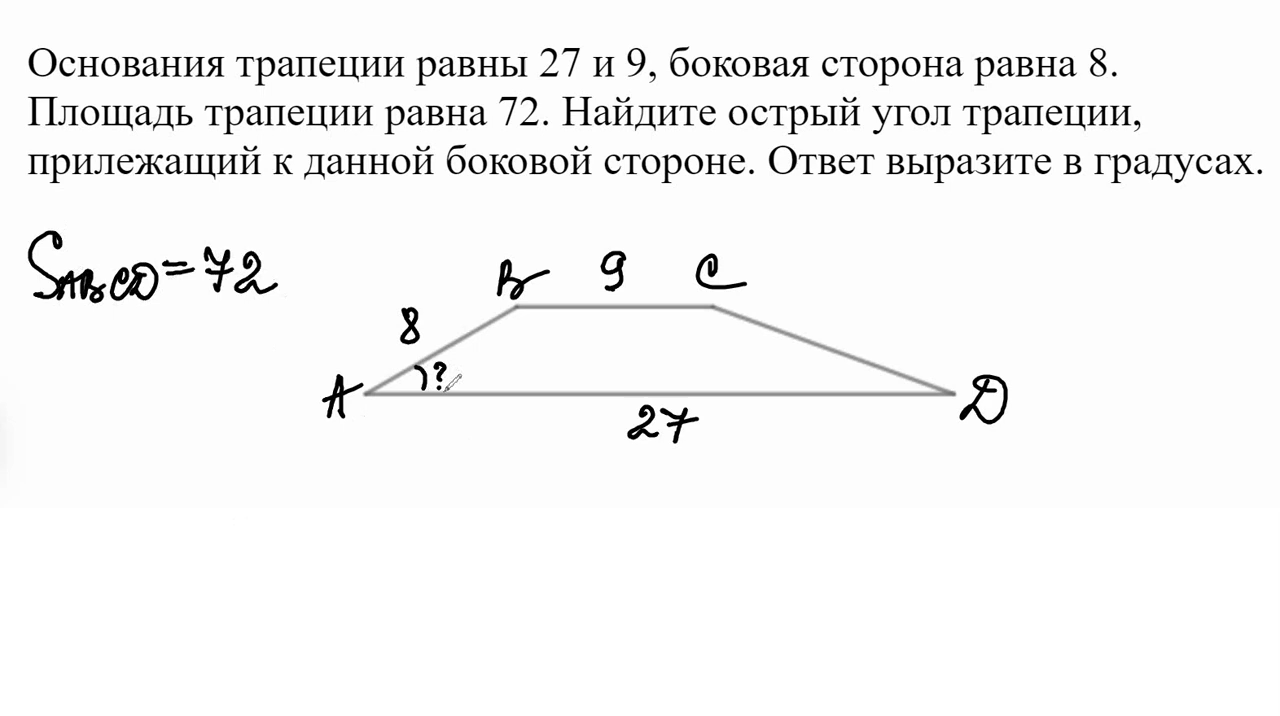 Основания трапеции равны 27 и 9, боковая сторона равна 8.
Площадь трапеции равна 72. Найдите острый угол трапеции,
прилежащий к данной боковой стороне. Ответ выразите в градусах.
SABCD=72
B 9 C
8
A )? D
27